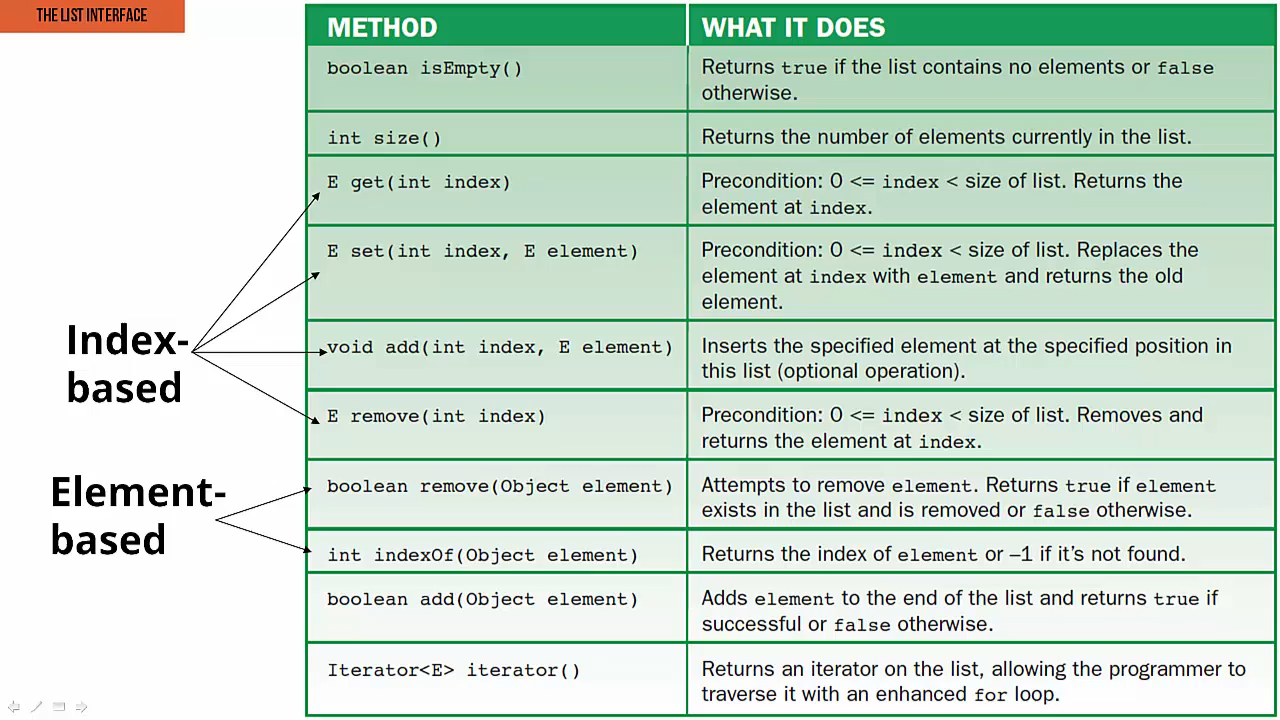 THE LIST INTERFACE
METHOD
WHAT IT DOES
boolean isEmpty()
Returns true if the list contains no elements or false
otherwise.
int size()
Returns the number of elements currently in the list.
E get(int index)
Precondition: 0 <= index < size of list. Returns the
element at index.
E set(int index, E element)
Precondition: 0 <= index < size of list. Replaces the
element at index with element and returns the old
element.
Index-
based
void add(int index, E element)
Inserts the specified element at the specified position in
this list (optional operation).
E remove(int index)
Precondition: 0 <= index < size of list. Removes and
returns the element at index.
Element-
based
boolean remove(Object element)
Attempts to remove element. Returns true if element
exists in the list and is removed or false otherwise.
int indexOf(Object element)
Returns the index of element or –1 if it's not found.
boolean add(Object element)
Adds element to the end of the list and returns true if
successful or false otherwise.
Iterator<E> iterator()
Returns an iterator on the list, allowing the programmer to
traverse it with an enhanced for loop.